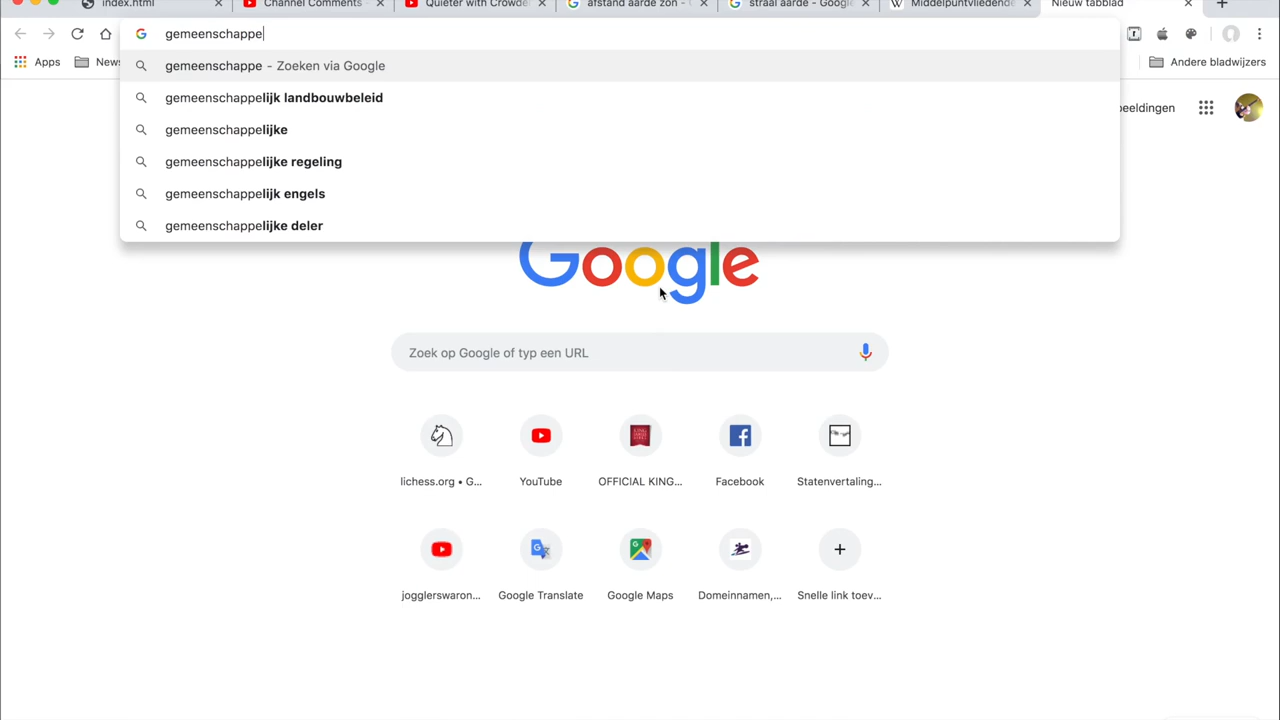 index.html
Channel Comments -
Quieter with Crowde
afstand aarde zon - G
straal aarde - Google
Middelpuntvliedende
Nieuw tabblad
gemeenschappe
Apps
News
Andere bladwijzers
gemeenschappe - Zoeken via Google
gemeenschappelijk landbouwbeleid
beeldingen
gemeenschappelijke
gemeenschappelijke regeling
gemeenschappelijk engels
gemeenschappelijke deler
Google
Zoek op Google of typ een URL
lichess.org • G...
YouTube
OFFICIAL KING...
Facebook
Statenvertaling...
jogglerswaron...
Google Translate
Google Maps
Domeinnamen,...
Snelle link toev...